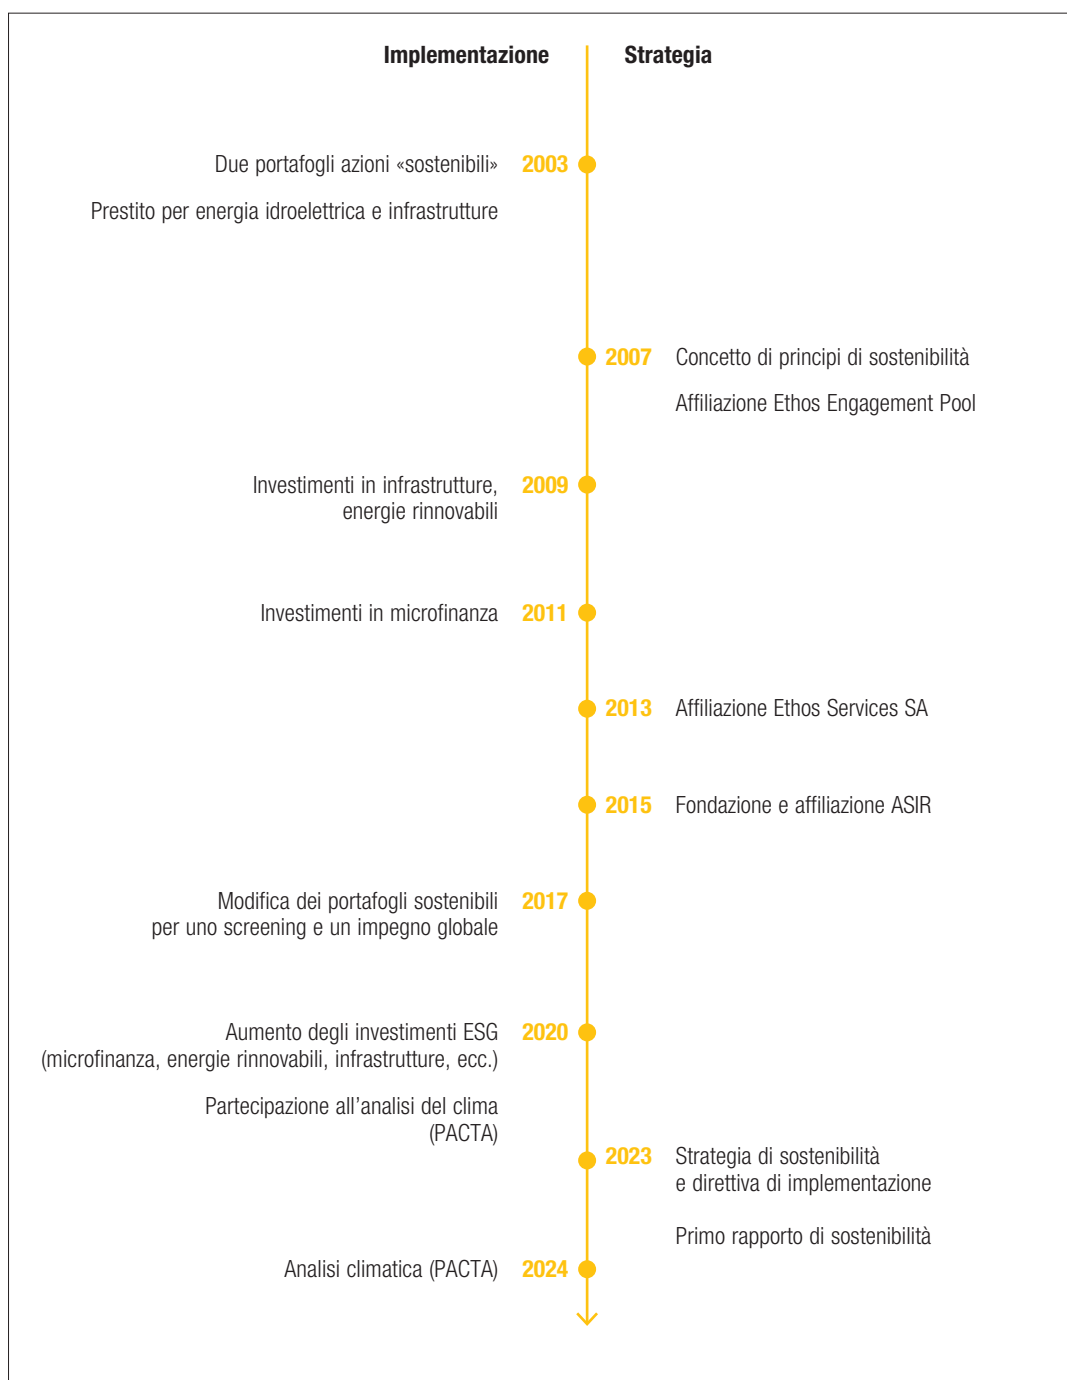 Implementazione
Strategia
Due portafogli azioni «sostenibili»
2003
Prestito per energia idroelettrica e infrastrutture
2007
Concetto di principi di sostenibilità
Affiliazione Ethos Engagement Pool
Investimenti in infrastrutture,
energie rinnovabili
2009
Investimenti in microfinanza
2011
2013
Affiliazione Ethos Services SA
2015
Fondazione e affiliazione ASIR
Modifica dei portafogli sostenibili
per uno screening e un impegno globale
2017
Aumento degli investimenti ESG
(microfinanza, energie rinnovabili, infrastrutture, ecc.)
2020
Partecipazione all'analisi del clima
(PACTA)
2023
Strategia di sostenibilità
e direttiva di implementazione
Primo rapporto di sostenibilità
Analisi climatica (PACTA)
2024